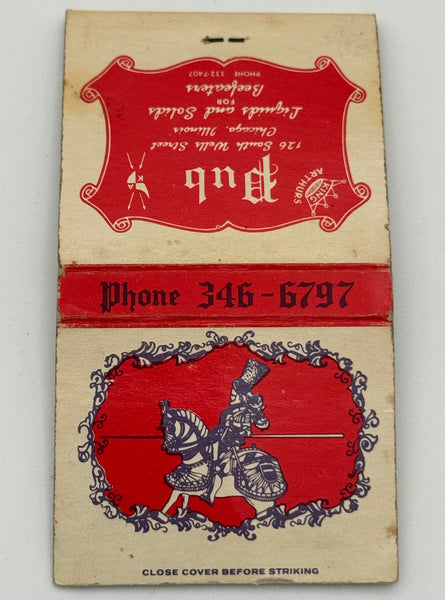 KING
ARTHURS
Pub
126 South Wells Street
Chicago, Illinois
Liquids and Solids
FOR
Beefeaters
PHONE 332-7407
Phone 346-6797
CLOSE COVER BEFORE STRIKING